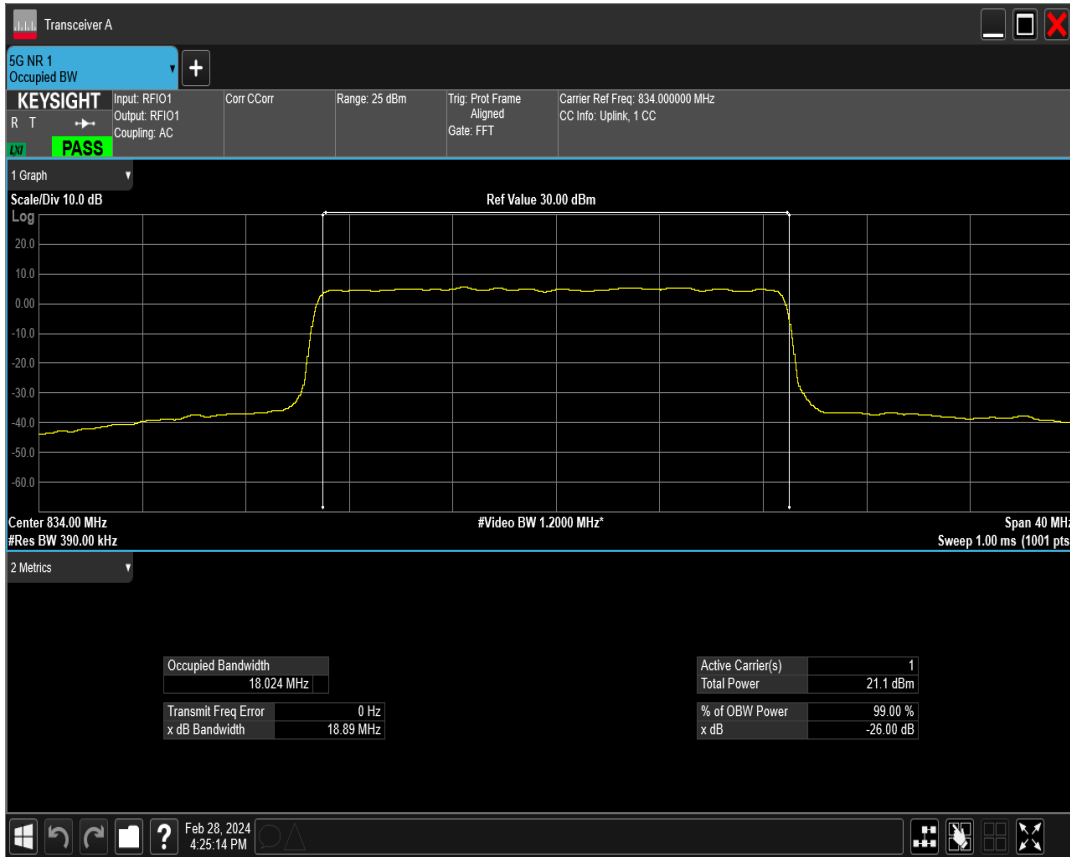 Transceiver A
5G NR 1
Occupied BW
+
KEYSIGHT
R T
LXI
PASS
Input: RFIO1
Output: RFIO1
Coupling: AC
Corr CCorr
Range: 25 dBm
Trig: Prot Frame
Aligned
Gate: FFT
Carrier Ref Freq: 834.000000 MHz
CC Info: Uplink, 1 CC
1 Graph
Scale/Div 10.0 dB
Ref Value 30.00 dBm
Log
20.0
10.0
0.00
-10.0
-20.0
-30.0
-40.0
-50.0
-60.0
Center 834.00 MHz
#Video BW 1.2000 MHz*
Span 40 MHz
#Res BW 390.00 kHz
Sweep 1.00 ms (1001 pts
2 Metrics
Occupied Bandwidth
18.024 MHz
Transmit Freq Error 0 Hz
x dB Bandwidth 18.89 MHz
Active Carrier(s) 1
Total Power 21.1 dBm
% of OBW Power 99.00 %
x dB -26.00 dB
?
Feb 28, 2024
4:25:14 PM